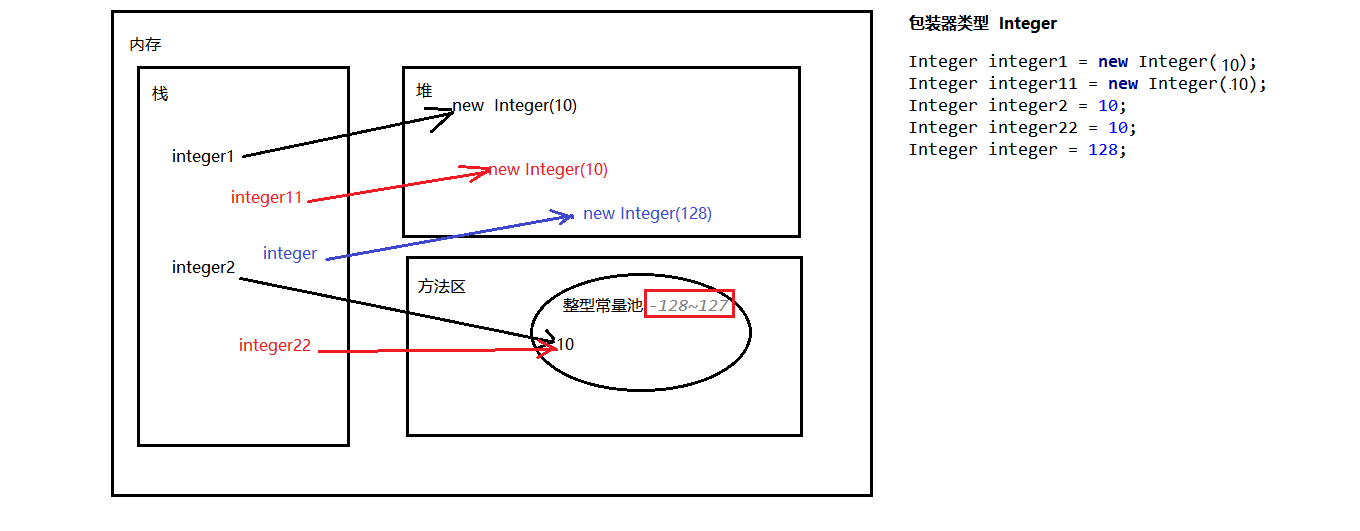 内存
栈
integer1
integer11
integer
integer2
integer22
堆
new Integer(10)
new Integer(10)
new Integer(128)
方法区
整型常量池 -128~127
10
包装器类型 Integer
Integer integer1 = new Integer(10);
Integer integer11 = new Integer(10);
Integer integer2 = 10;
Integer integer22 = 10;
Integer integer = 128;